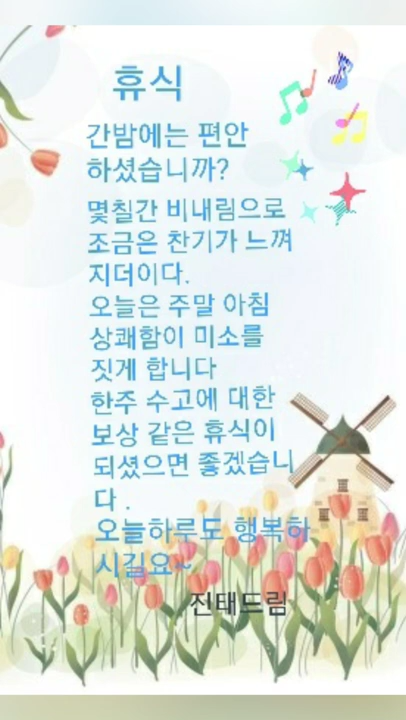 휴식
간밤에는 편안
하셨습니까?
몇칠간 비내림으로
조금은 찬기가 느껴
지더이다.
오늘은 주말 아침
상쾌함이 미소를
짓게 합니다
한주 수고에 대한
보상 같은 휴식이
되셨으면 좋겠습니
다 .
오늘하루도 행복하
시길요~
진태드림